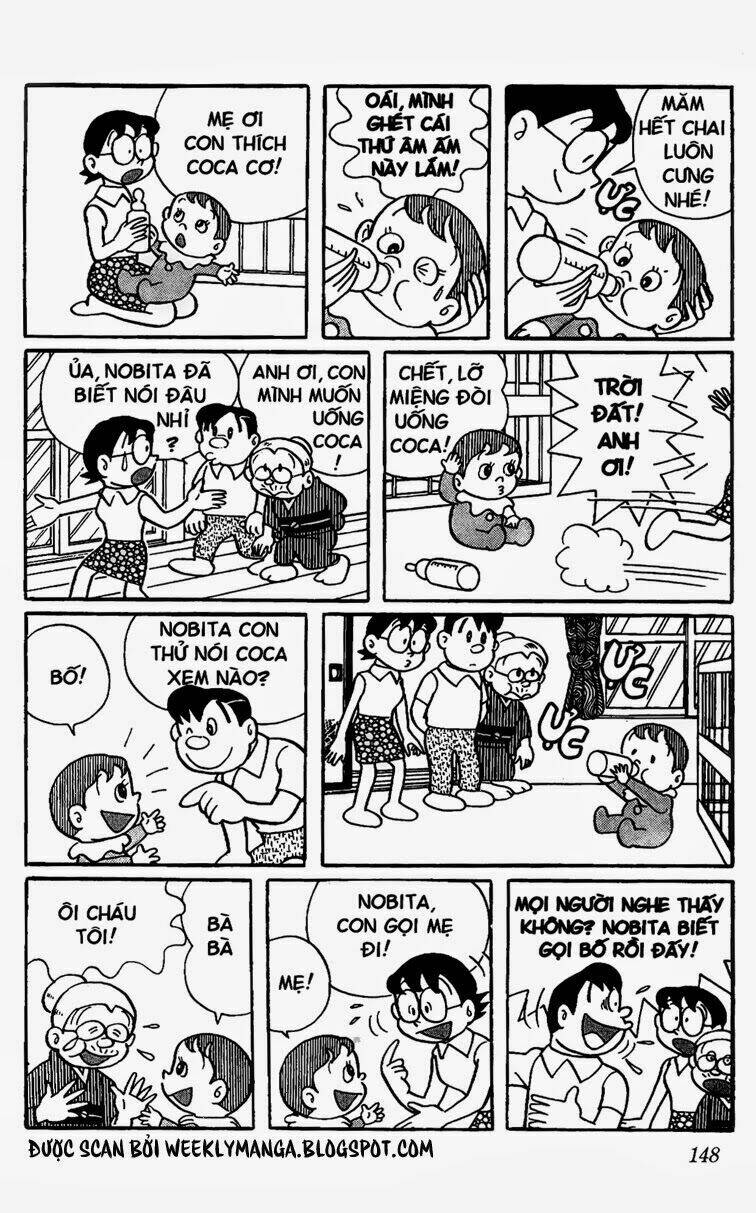 MĂM
HẾT CHAI
LUÔN
CƯNG
NHÉ!
ỰC
OÁI, MÌNH
GHÉT CÁI
THỨ ÂM ẤM
NÀY LẮM!
MẸ ƠI
CON THÍCH
COCA CƠ!
TRỜI
ĐẤT!
ANH
ƠI!
CHẾT, LỠ
MIỆNG ĐÒI
UỐNG
COCA!
ANH ƠI, CON
MÌNH MUỐN
UỐNG
COCA
!
ỦA, NOBITA ĐÃ
BIẾT NÓI ĐÂU
NHỈ
?
ỰC
ỰC
NOBITA CON
THỬ NÓI COCA
XEM NÀO?
BỐ!
MỌI NGƯỜI NGHE THẤY
KHÔNG? NOBITA BIẾT
GỌI BỐ RỒI ĐẤY!
NOBITA,
CON GỌI MẸ
ĐI!
MẸ!
BÀ
BÀ
ÔI CHÁU
TÔI!
ĐƯỢC SCAN BỞI WEEKLYMANGA.BLOGSPOT.COM
148